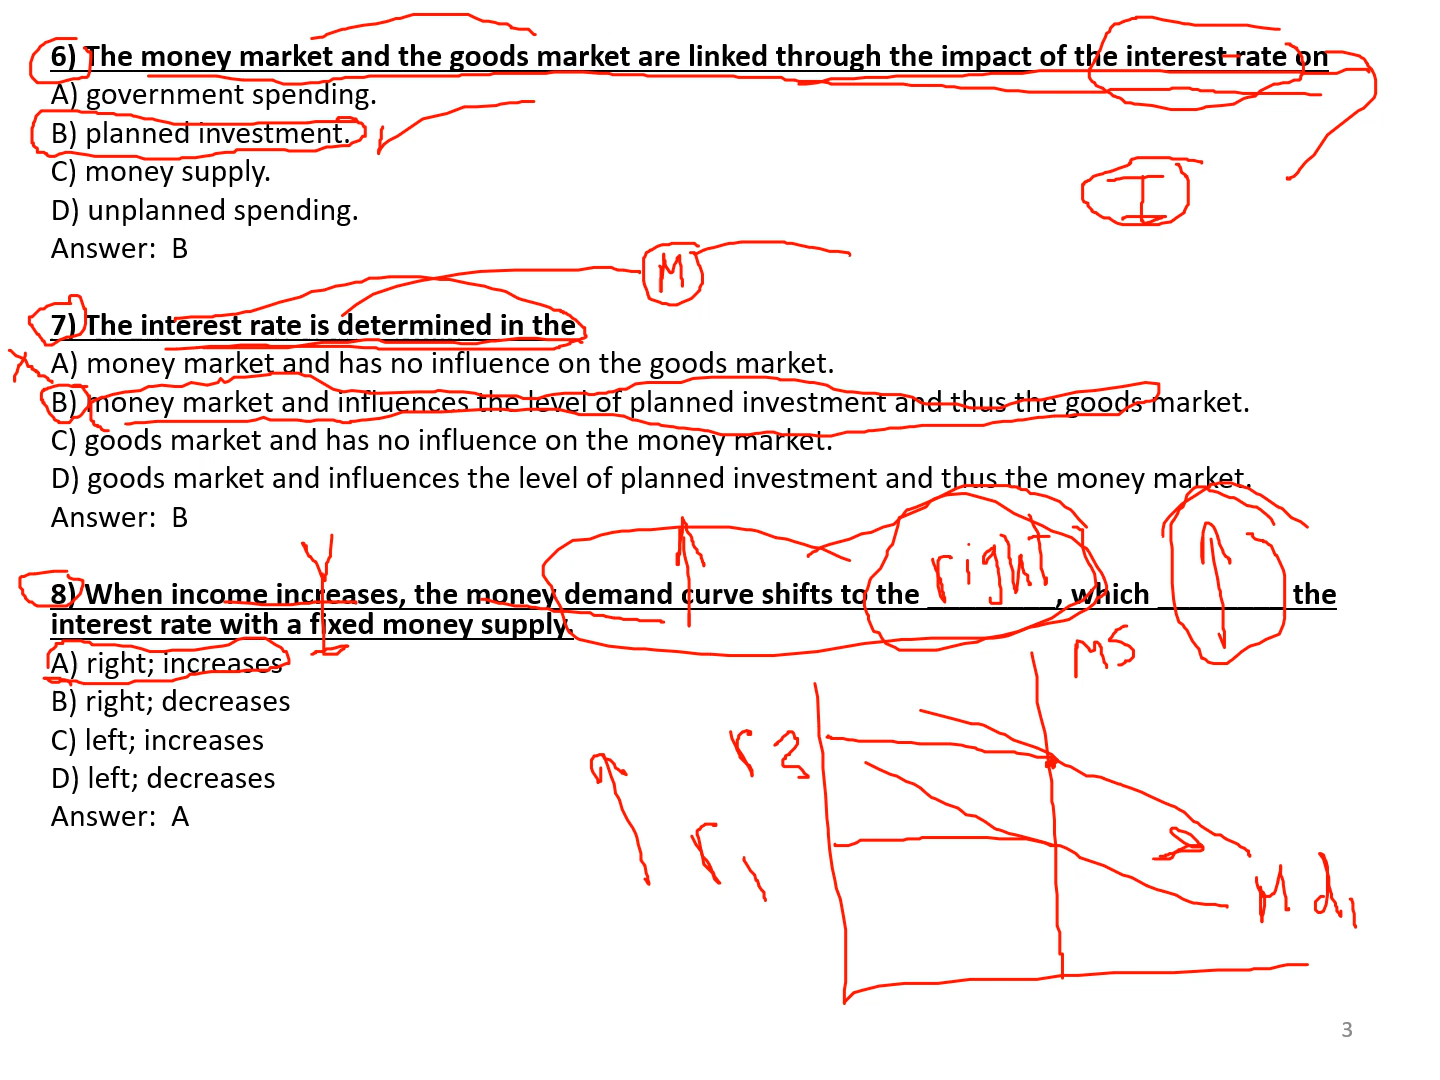 6) The money market and the goods market are linked through the impact of the interest rate on
A) government spending.
B) planned investment.
C) money supply.
I
D) unplanned spending.
Answer:  B
M
7) The interest rate is determined in the
A) money market and has no influence on the goods market.
B) money market and influences the level of planned investment and thus the goods market.
C) goods market and has no influence on the money market.
D) goods market and influences the level of planned investment and thus the money market.
Answer:  B
Y
right
8) When income increases, the money demand curve shifts to the ________, which ________ the
interest rate with a fixed money supply.
MS
A) right; increases
B) right; decreases
C) left; increases
r2
D) left; decreases
Answer:  A
r1
Md1
3